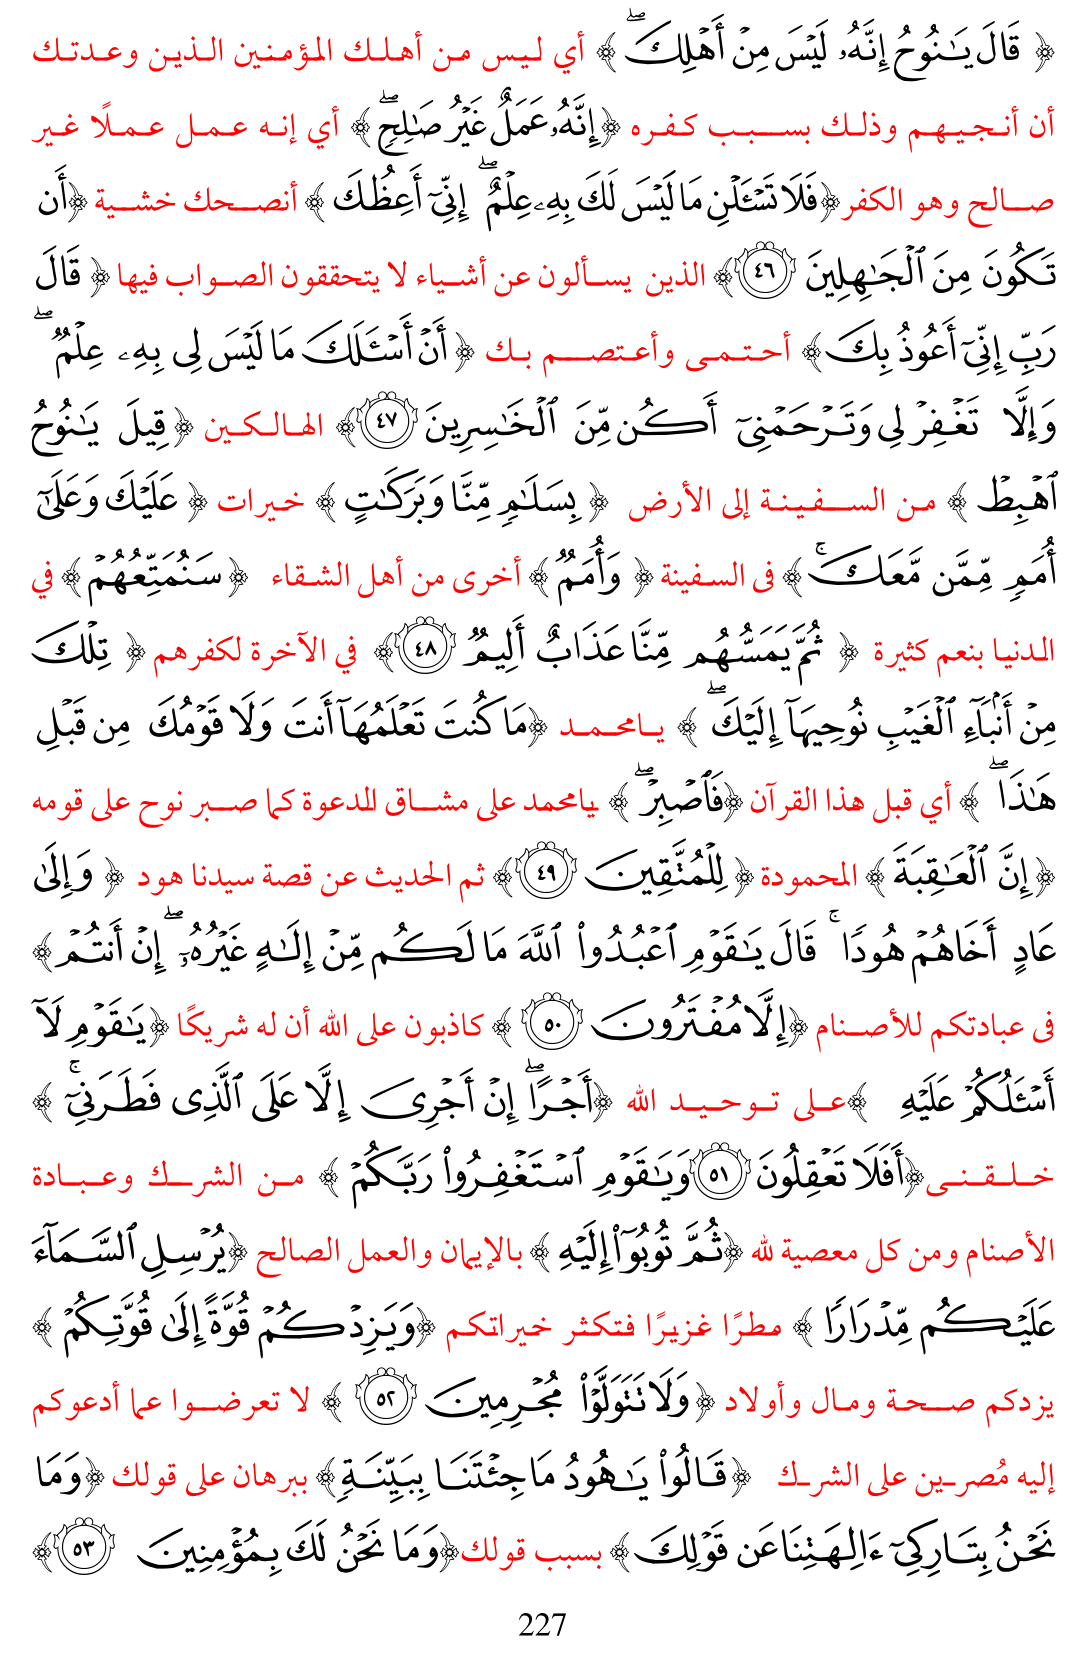 ﴿ قَالَ يَـٰنُوحُ إِنَّهُۥ لَيْسَ مِنْ أَهْلِكَ ۖ ﴾ أي ليس من أهلك المؤمنين الذين وعدتك
أن أنجيهم وذلك بسبب كفره ﴿إِنَّهُۥ عَمَلٌ غَيْرُ صَـٰلِحٍ ۖ﴾ أي إنه عمل عملًا غير
صالح وهو الكفر﴿فَلَا تَسْـَٔلْنِ مَا لَيْسَ لَكَ بِهِۦ عِلْمٌ ۖ إِنِّىٓ أَعِظُكَ ﴾ أنصحك خشية ﴿أَن
تَكُونَ مِنَ ٱلْجَـٰهِلِينَ ٤٦﴾ الذين يسألون عن أشياء لا يتحققون الصواب فيها ﴿ قَالَ
رَبِّ إِنِّىٓ أَعُوذُ بِكَ﴾ أحتمى وأعتصم بك ﴿ أَنْ أَسْـَٔلَكَ مَا لَيْسَ لِى بِهِۦ عِلْمٌ ۖ
وَإِلَّا تَغْفِرْ لِى وَتَرْحَمْنِىٓ أَكُن مِّنَ ٱلْخَـٰسِرِينَ ٤٧﴾ الهالكين ﴿ قِيلَ يَـٰنُوحُ
ٱهْبِطْ ﴾ من السفينة إلى الأرض ﴿ بِسَلَـٰمٍ مِّنَّا وَبَرَكَـٰتٍ ﴾ خيرات ﴿ عَلَيْكَ وَعَلَىٰٓ
أُمَمٍ مِّمَّن مَّعَكَ ۚ ﴾ فى السفينة ﴿ وَأُمَمٌ ﴾ أخرى من أهل الشقاء ﴿ سَنُمَتِّعُهُمْ ﴾ في
الدنيا بنعم كثيرة ﴿ ثُمَّ يَمَسُّهُم مِّنَّا عَذَابٌ أَلِيمٌ ٤٨﴾ في الآخرة لكفرهم ﴿ تِلْكَ
مِنْ أَنۢبَآءِ ٱلْغَيْبِ نُوحِيهَآ إِلَيْكَ ۖ ﴾ يامحمد ﴿مَا كُنتَ تَعْلَمُهَآ أَنتَ وَلَا قَوْمُكَ مِن قَبْلِ
هَـٰذَا ۖ ﴾ أي قبل هذا القرآن ﴿فَٱصْبِرْ ۖ﴾ يامحمد على مشاق الدعوة كما صبر نوح على قومه
﴿ إِنَّ ٱلْعَـٰقِبَةَ ﴾ المحمودة ﴿ لِلْمُتَّقِينَ ٤٩﴾ ثم الحديث عن قصة سيدنا هود ﴿ وَإِلَىٰ
عَادٍ أَخَاهُمْ هُودًا ۚ قَالَ يَـٰقَوْمِ ٱعْبُدُوا۟ ٱللَّهَ مَا لَكُم مِّنْ إِلَـٰهٍ غَيْرُهُۥٓ ۖ إِنْ أَنتُمْ ﴾
فى عبادتكم للأصنام ﴿إِلَّا مُفْتَرُونَ ٥٠ ﴾ كاذبون على الله أن له شريكًا ﴿يَـٰقَوْمِ لَآ
أَسْـَٔلُكُمْ عَلَيْهِ ﴾على توحيد الله ﴿أَجْرًا ۖ إِنْ أَجْرِىَ إِلَّا عَلَى ٱلَّذِى فَطَرَنِىٓ ۚ ﴾
خلقنى﴿أَفَلَا تَعْقِلُونَ ٥١ وَيَـٰقَوْمِ ٱسْتَغْفِرُوا۟ رَبَّكُمْ ﴾ من الشرك وعبادة
الأصنام ومن كل معصية لله ﴿ثُمَّ تُوبُوٓا۟ إِلَيْهِ ﴾ بالإيمان والعمل الصالح ﴿يُرْسِلِ ٱلسَّمَآءَ
عَلَيْكُم مِّدْرَارًا ﴾ مطرًا غزيرًا فتكثر خيراتكم ﴿وَيَزِدْكُمْ قُوَّةً إِلَىٰ قُوَّتِكُمْ ﴾
يزدكم صحة ومال وأولاد ﴿ وَلَا تَتَوَلَّوْا۟ مُجْرِمِينَ ٥٢ ﴾ لا تعرضوا عما أدعوكم
إليه مُصرين على الشرك ﴿ قَالُوا۟ يَـٰهُودُ مَا جِئْتَنَا بِبَيِّنَةٍ﴾ ببرهان على قولك ﴿وَمَا
نَحْنُ بِتَارِكِىٓ ءَالِهَتِنَا عَن قَوْلِكَ ﴾ بسبب قولك﴿وَمَا نَحْنُ لَكَ بِمُؤْمِنِينَ ٥٣﴾
227